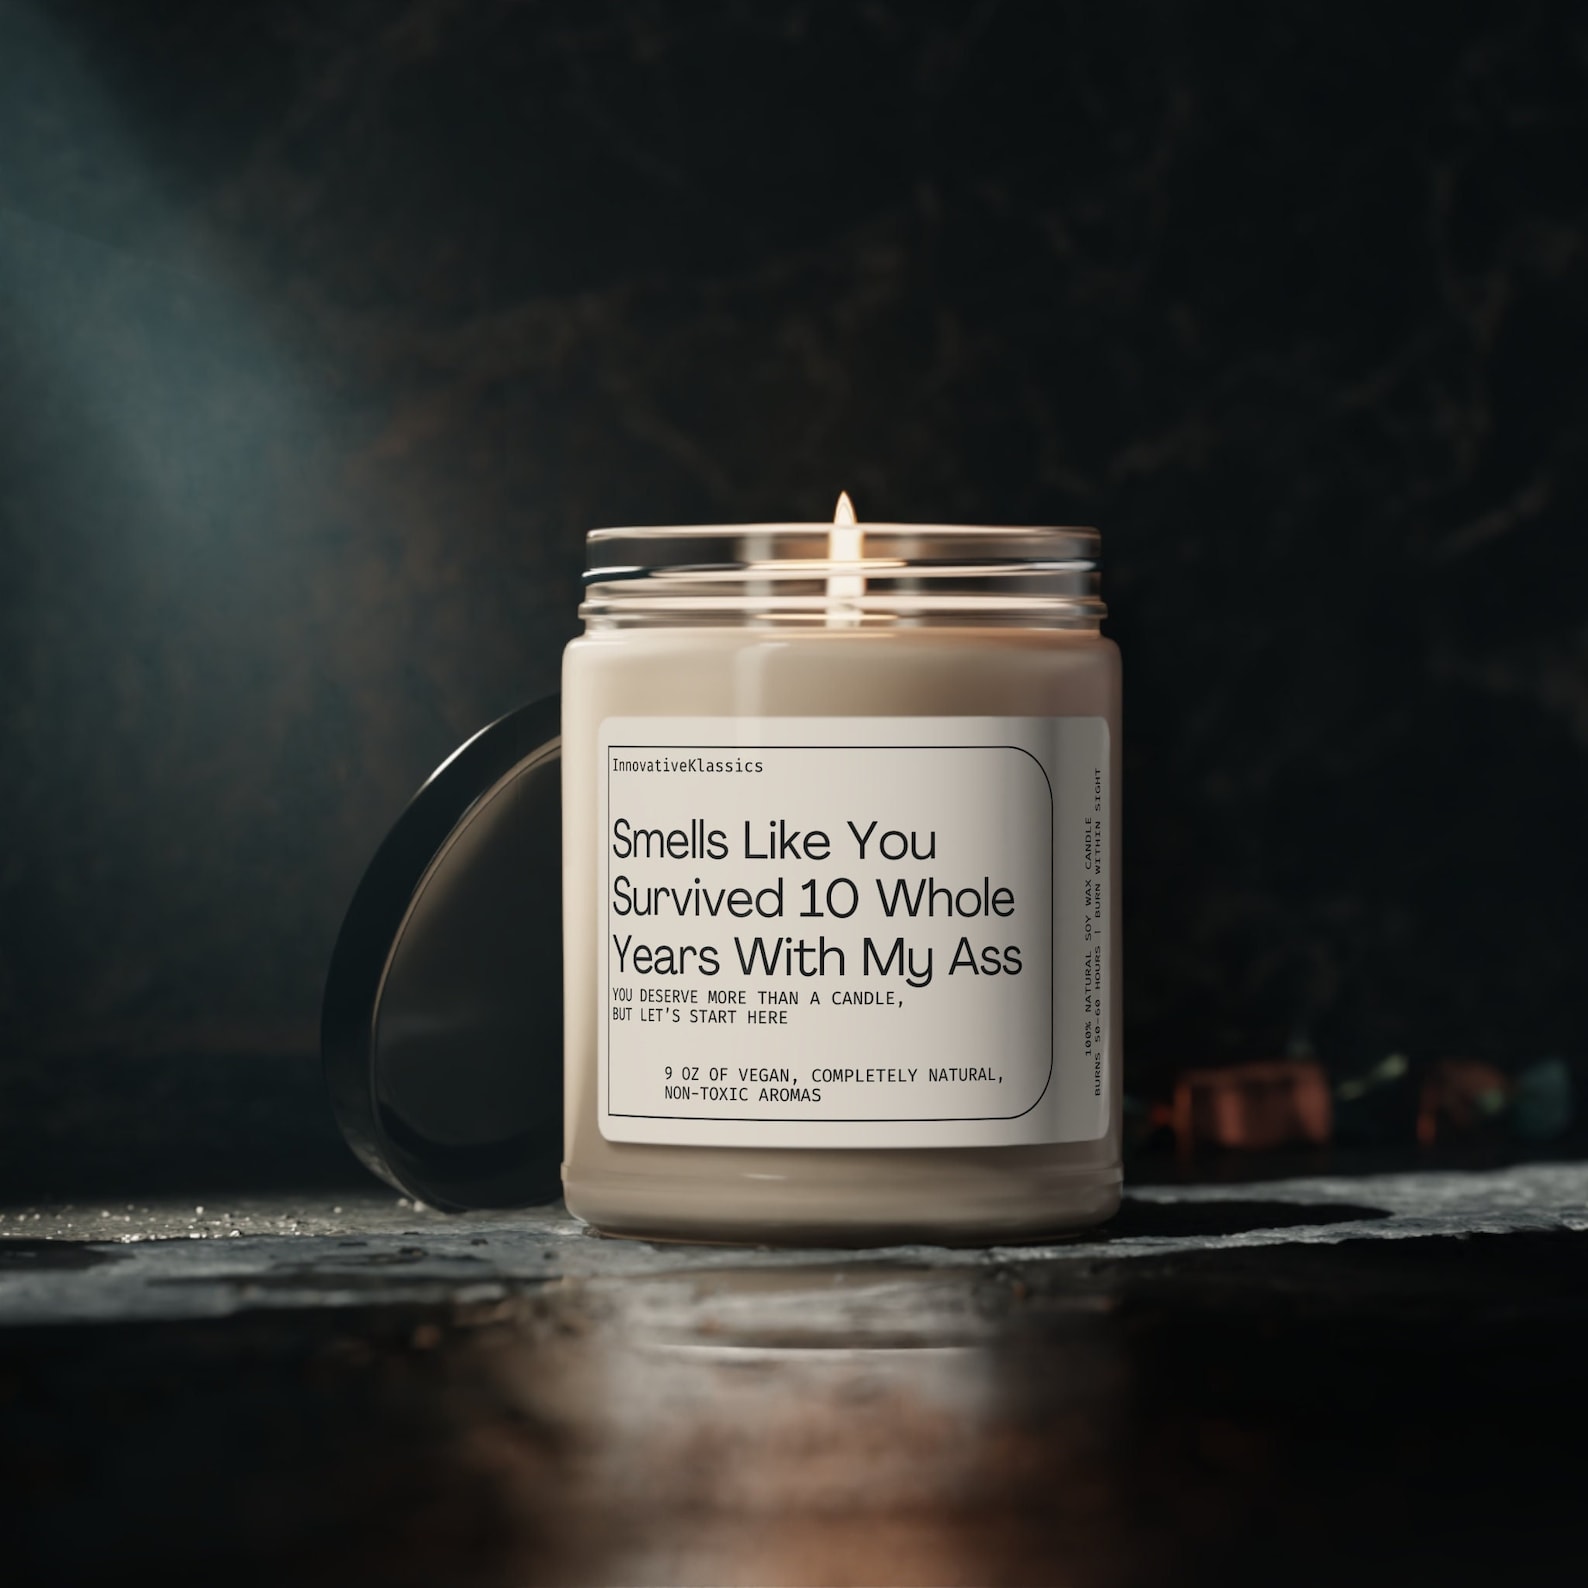 InnovativeKlassics
Smells Like You
Survived 10 Whole
Years With My Ass
YOU DESERVE MORE THAN A CANDLE,
BUT LET'S START HERE
9 OZ OF VEGAN, COMPLETELY NATURAL,
NON-TOXIC AROMAS
100% NATURAL SOY WAX CANDLE
BURNS 50-60 HOURS | BURN WITHIN SIGHT